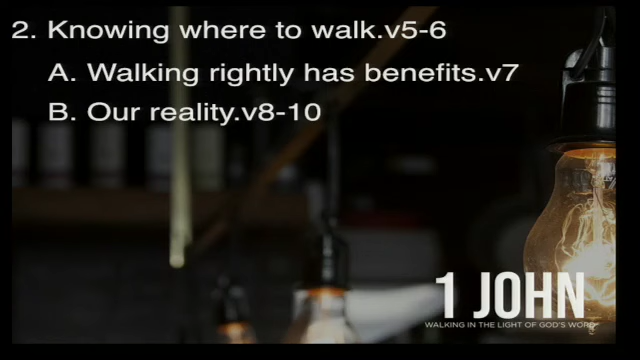 2. Knowing where to walk.v5-6
A. Walking rightly has benefits.v7
B. Our reality.v8-10
1 JOHN
WALKING IN THE LIGHT OF GOD'S WORD